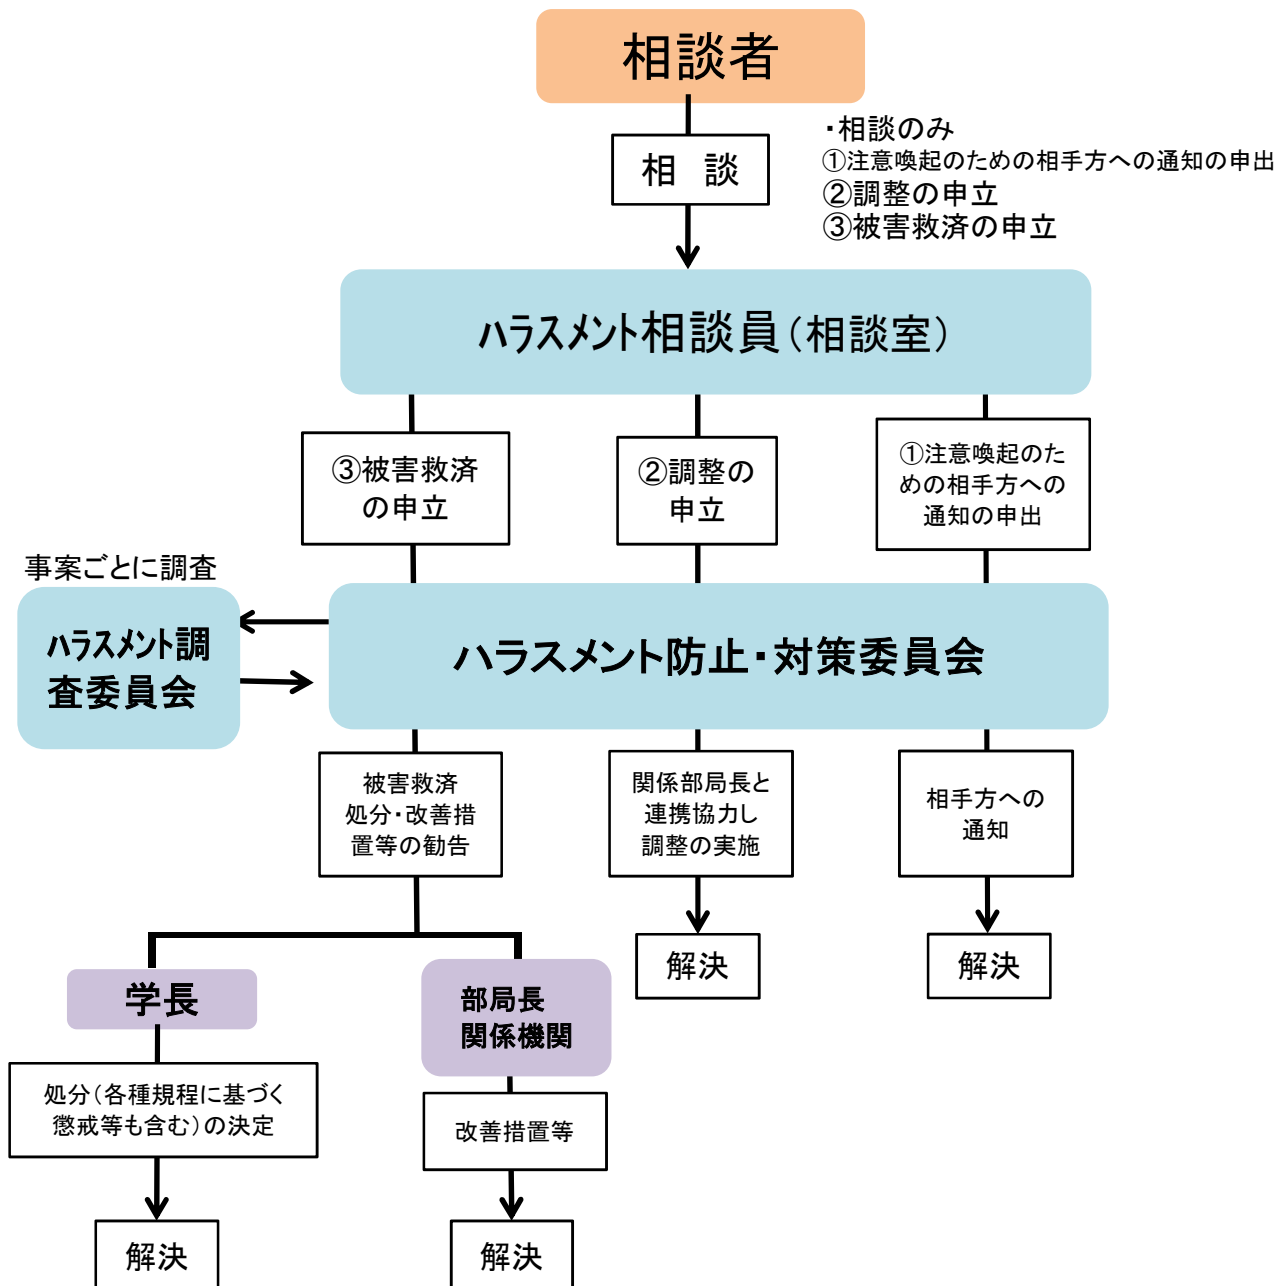 相談者
相　談
・相談のみ
①注意喚起のための相手方への通知の申出
②調整の申立
③被害救済の申立
ハラスメント相談員（相談室）
③被害救済
の申立
②調整の
申立
①注意喚起のた
めの相手方への
通知の申出
事案ごとに調査
ハラスメント調
査委員会
ハラスメント防止・対策委員会
被害救済
処分・改善措
置等の勧告
関係部局長と
連携協力し
調整の実施
相手方への
通知
解決
解決
学長
部局長
関係機関
処分（各種規程に基づく
懲戒等も含む）の決定
改善措置等
解決
解決